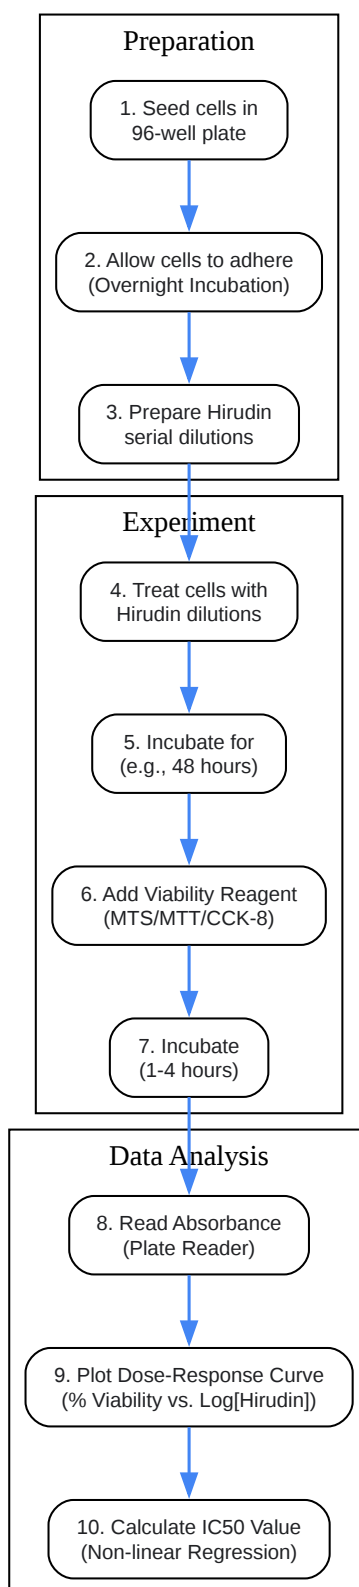 Preparation
1. Seed cells in
96-well plate
2. Allow cells to adhere
(Overnight Incubation)
3. Prepare Hirudin
serial dilutions
Experiment
4. Treat cells with
Hirudin dilutions
5. Incubate for
(e.g., 48 hours)
6. Add Viability Reagent
(MTS/MTT/CCK-8)
7. Incubate
(1-4 hours)
Data Analysis
8. Read Absorbance
(Plate Reader)
9. Plot Dose-Response Curve
(% Viability vs. Log[Hirudin])
10. Calculate IC50 Value
(Non-linear Regression)